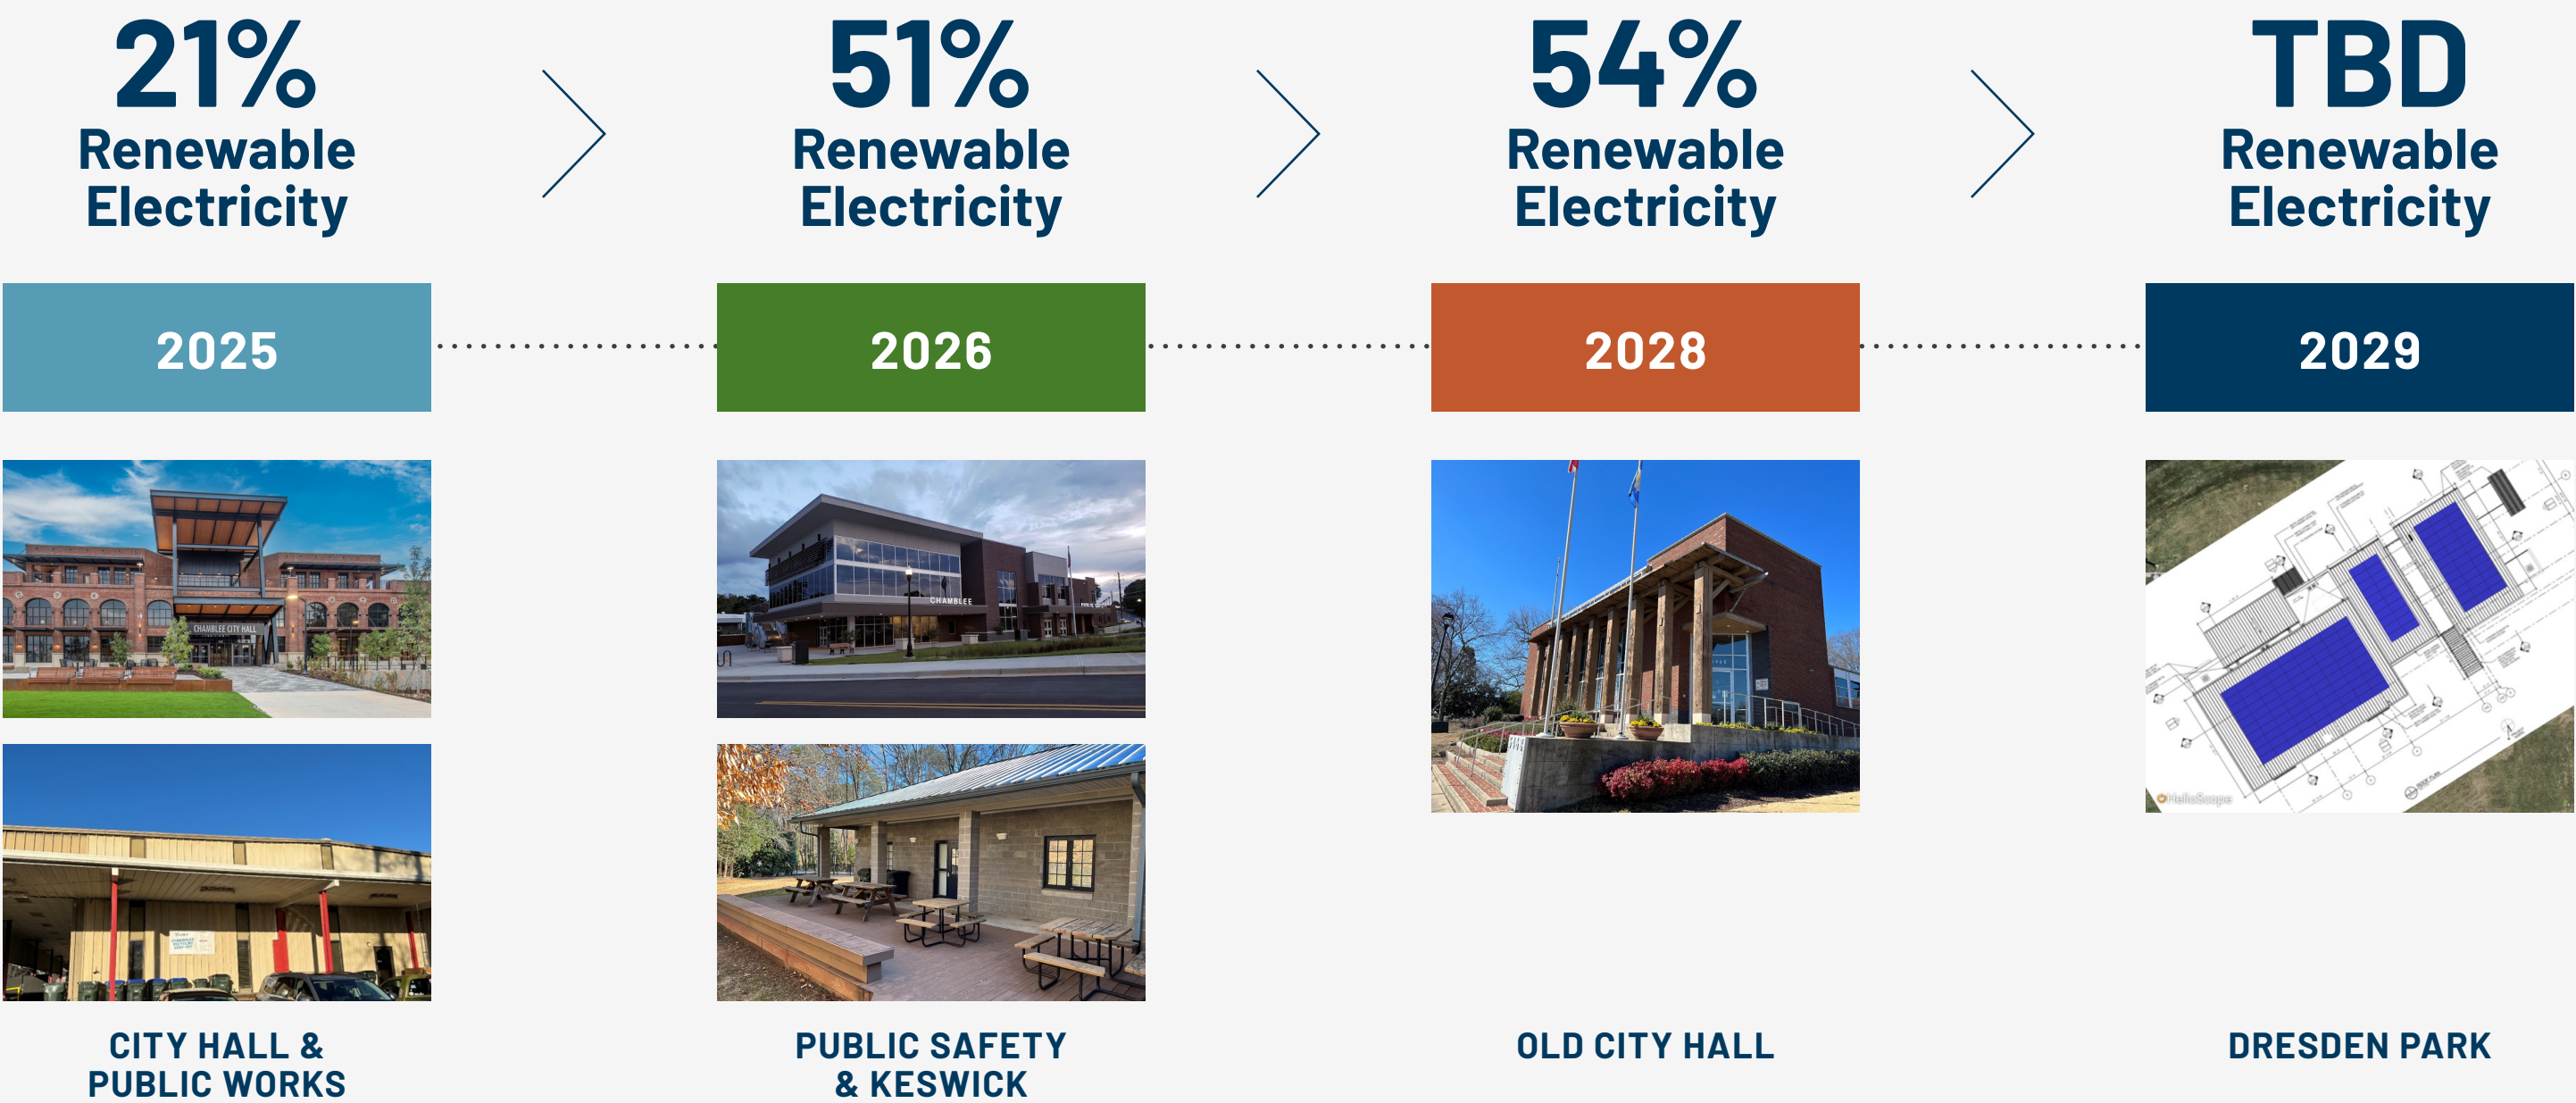 21%
Renewable
Electricity
51%
Renewable
Electricity
54%
Renewable
Electricity
TBD
Renewable
Electricity
2025
2026
2028
2029
CHAMBLEE CITY HALL
CHAMBLEE
HelioScope
CITY HALL &
PUBLIC WORKS
PUBLIC SAFETY
& KESWICK
OLD CITY HALL
DRESDEN PARK